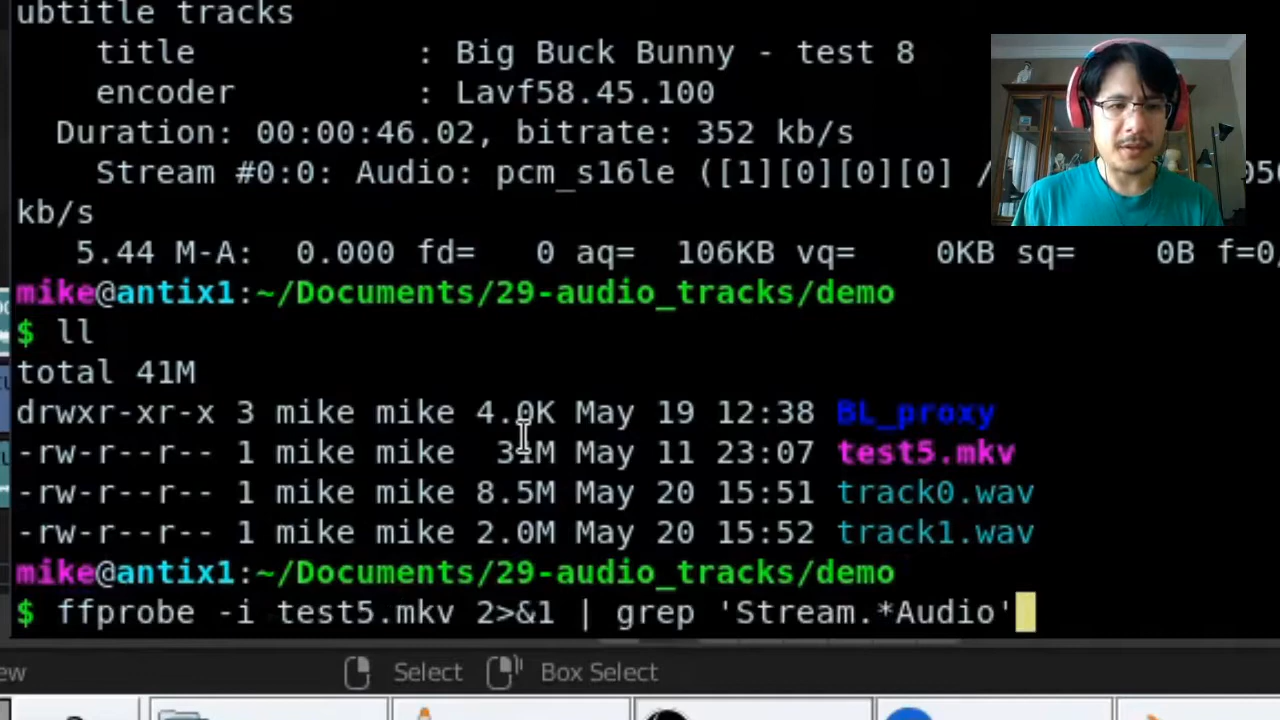 ubtitle tracks
title : Big Buck Bunny - test 8
encoder : Lavf58.45.100
Duration: 00:00:46.02, bitrate: 352 kb/s
Stream #0:0: Audio: pcm_s16le ([1][0][0][0] /
kb/s
5.44 M-A: 0.000 fd= 0 aq= 106KB vq= 0KB sq= 0B f=0/
mike@antix1:~/Documents/29-audio_tracks/demo
$ ll
total 41M
drwxr-xr-x 3 mike mike 4.0K May 19 12:38 BL_proxy
-rw-r--r-- 1 mike mike 31M May 11 23:07 test5.mkv
-rw-r--r-- 1 mike mike 8.5M May 20 15:51 track0.wav
-rw-r--r-- 1 mike mike 2.0M May 20 15:52 track1.wav
mike@antix1:~/Documents/29-audio_tracks/demo
$ ffprobe -i test5.mkv 2>&1 | grep 'Stream.*Audio'
ew Select Box Select